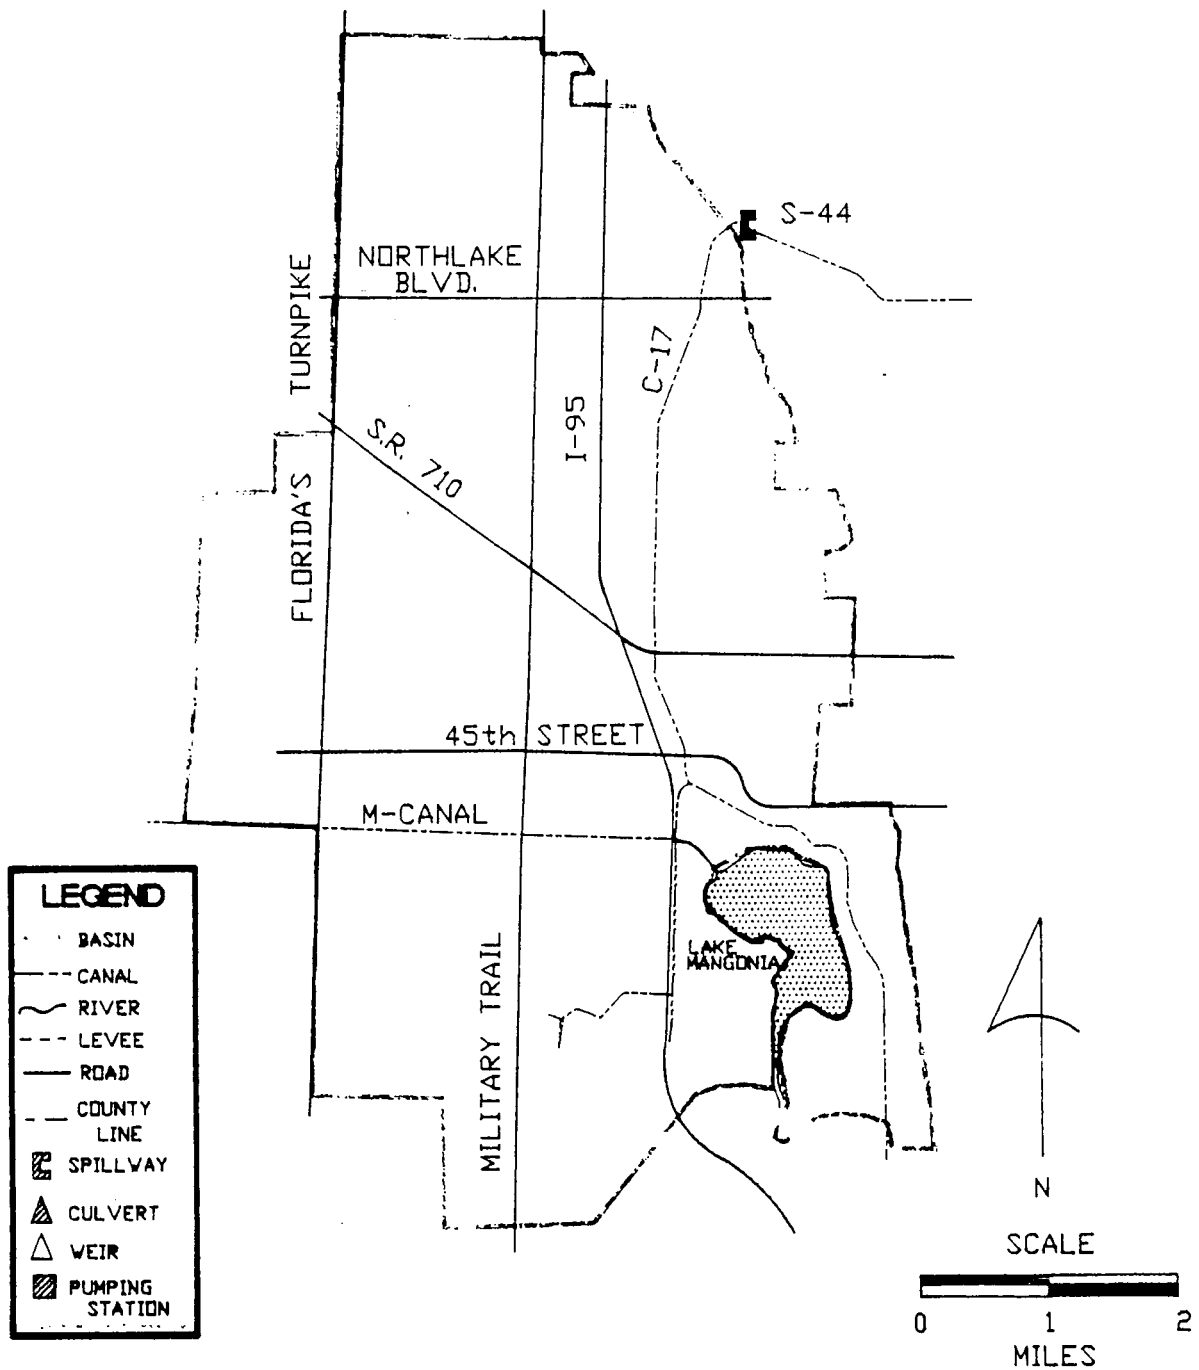 S-44
NORTHLAKE
BLVD.
FLORIDA'S TURNPIKE
C-17
I-95
S.R. 710
45th STREET
M-CANAL
LAKE
MANGONIA
MILITARY TRAIL
LEGEND
BASIN
CANAL
RIVER
LEVEE
ROAD
COUNTY
LINE
SPILLWAY
CULVERT
WEIR
PUMPING
STATION
N
SCALE
0 1 2
MILES